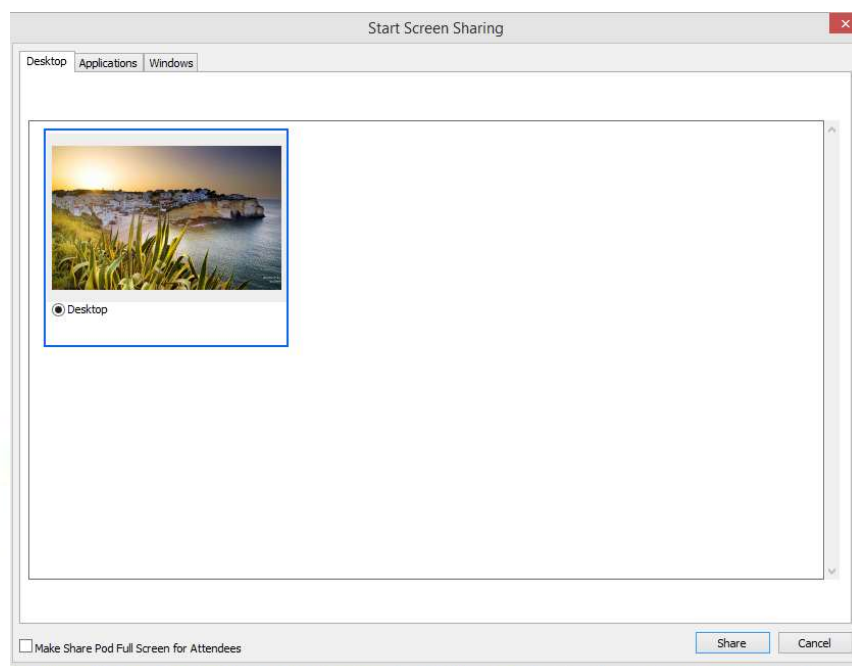 Start Screen Sharing
Desktop Applications Windows
Desktop
Make Share Pod Full Screen for Attendees
Share Cancel